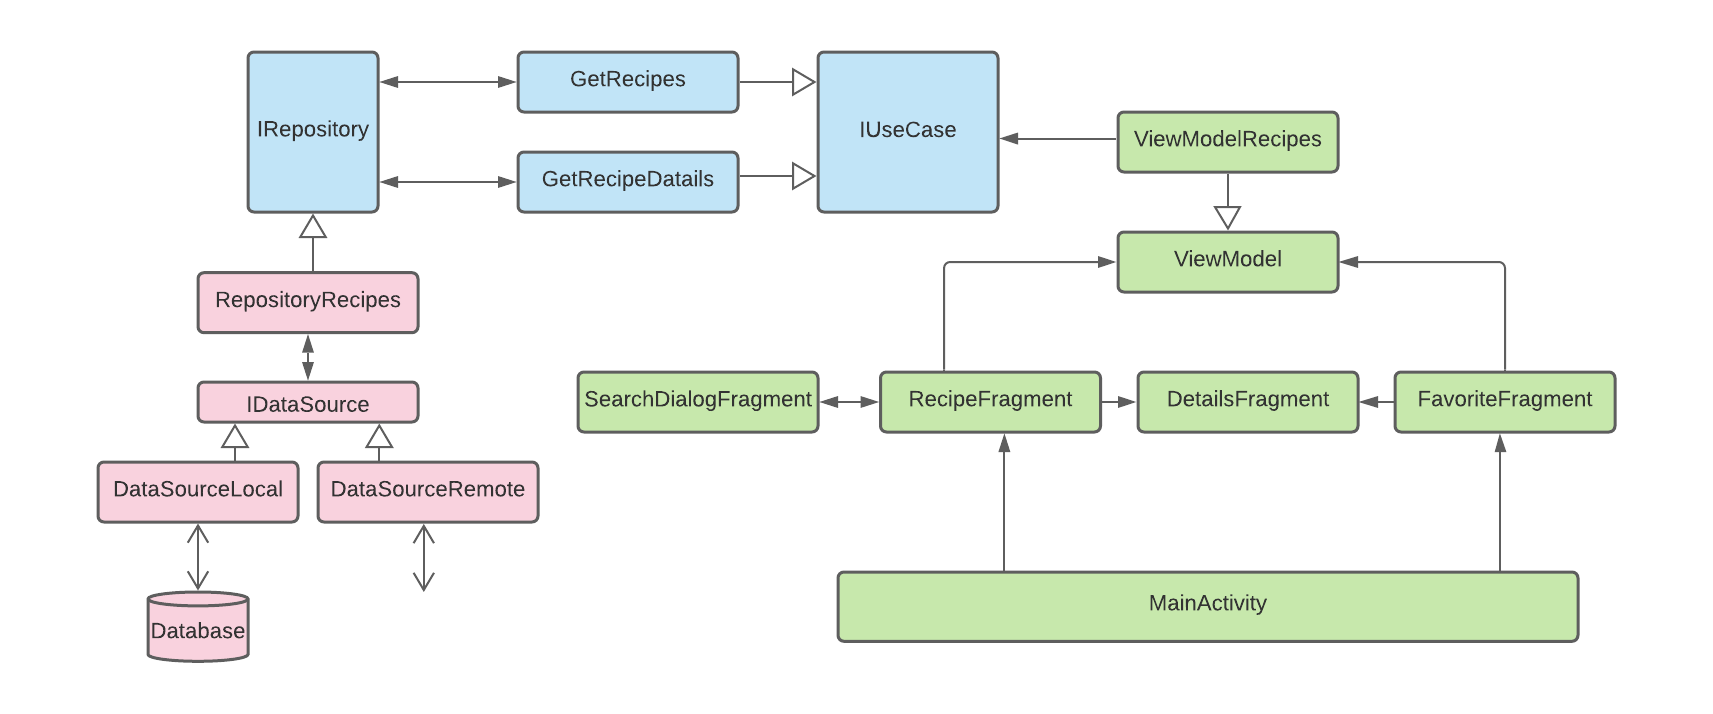 IRepository
GetRecipes
IUseCase
GetRecipeDatails
ViewModelRecipes
ViewModel
RepositoryRecipes
IDataSource
SearchDialogFragment
RecipeFragment
DetailsFragment
FavoriteFragment
DataSourceLocal
DataSourceRemote
Database
MainActivity